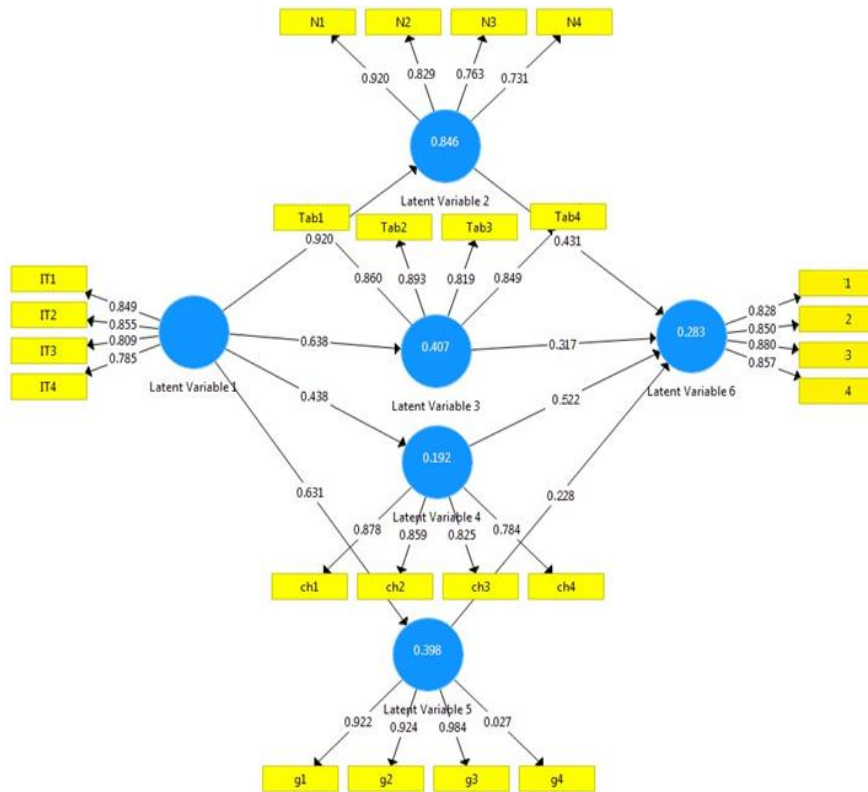 N1 N2 N3 N4
0.920 0.829 0.763 0.731
0.846
Latent Variable 2
Tab1 Tab2 Tab3 Tab4
0.920 0.860 0.893 0.819 0.849 0.431
IT1
IT2
IT3
IT4
0.849
0.855
0.809
0.785
Latent Variable 1
0.638
0.407
0.317
Latent Variable 3
0.283
Latent Variable 6
0.828
0.850
0.880
0.857
1
2
3
4
0.438
0.522
0.192
Latent Variable 4
0.631
0.228
0.878 0.859 0.825 0.784
ch1 ch2 ch3 ch4
0.398
Latent Variable 5
0.922 0.924 0.984 0.027
g1 g2 g3 g4